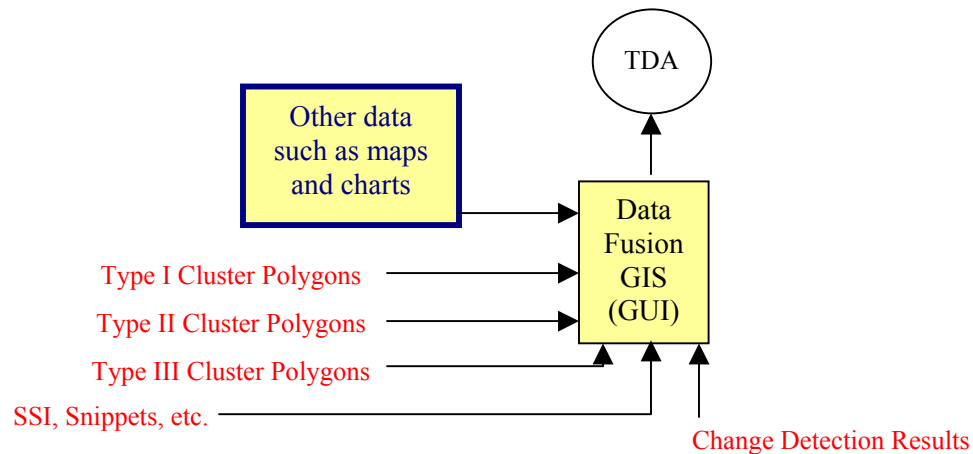 TDA
Other data
such as maps
and charts
Data
Fusion
GIS
(GUI)
Type I Cluster Polygons
Type II Cluster Polygons
Type III Cluster Polygons
SSI, Snippets, etc.
Change Detection Results